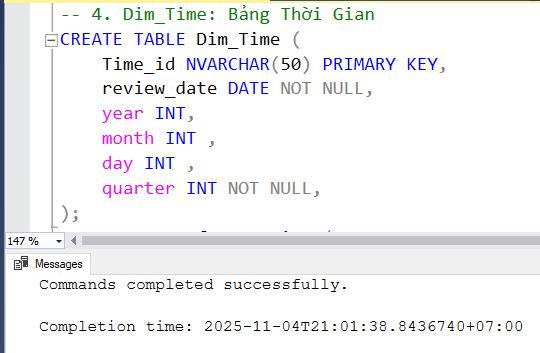 -- 4. Dim_Time: Bảng Thời Gian
CREATE TABLE Dim_Time (
Time_id NVARCHAR(50) PRIMARY KEY,
review_date DATE NOT NULL,
year INT,
month INT ,
day INT ,
quarter INT NOT NULL,
);
147 %
Messages
Commands completed successfully.
Completion time: 2025-11-04T21:01:38.8436740+07:00